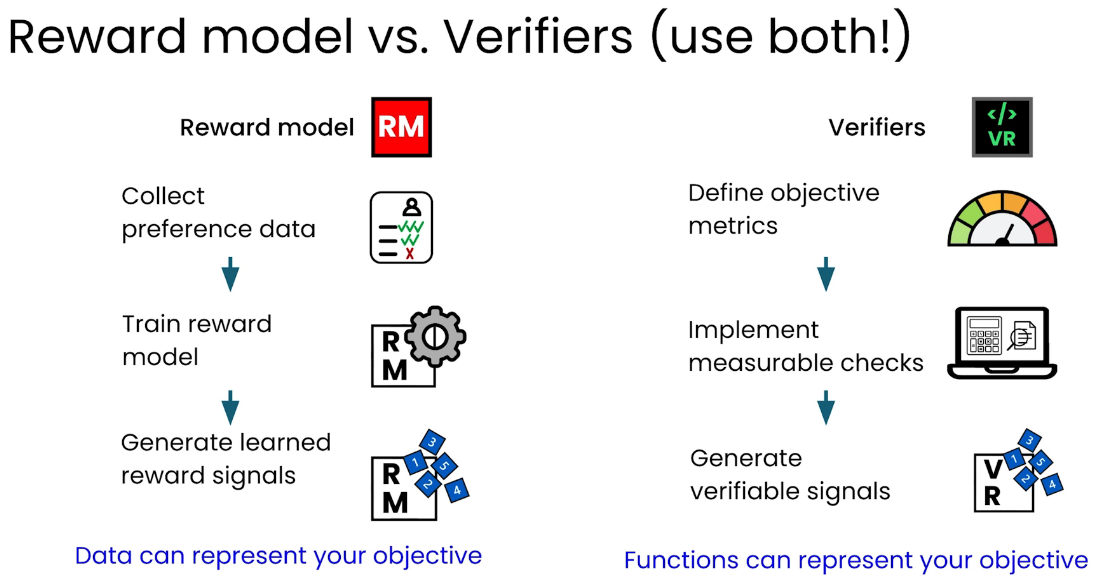 Reward model vs. Verifiers (use both!)
Reward model
RM
Collect
preference data
Train reward
model
R
M
Generate learned
reward signals
R
M
3
1
5
2
4
Data can represent your objective
Verifiers
</>
VR
Define objective
metrics
Implement
measurable checks
Generate
verifiable signals
V
R
3
1
5
2
4
Functions can represent your objective